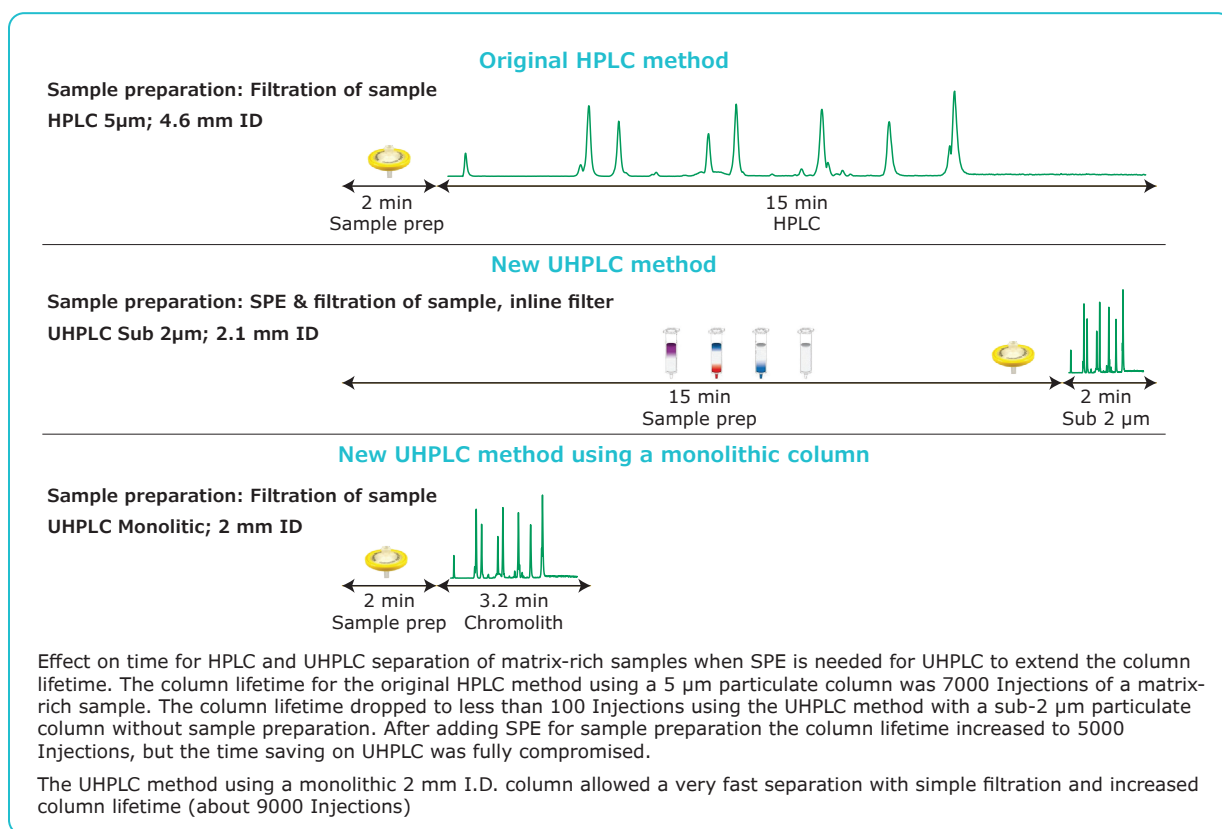 Original HPLC method
Sample preparation: Filtration of sample
HPLC 5µm; 4.6 mm ID
2 min
Sample prep
15 min
HPLC
New UHPLC method
Sample preparation: SPE & filtration of sample, inline filter
UHPLC Sub 2µm; 2.1 mm ID
15 min
Sample prep
2 min
Sub 2 µm
New UHPLC method using a monolithic column
Sample preparation: Filtration of sample
UHPLC Monolitic; 2 mm ID
2 min
Sample prep
3.2 min
Chromolith
Effect on time for HPLC and UHPLC separation of matrix-rich samples when SPE is needed for UHPLC to extend the column
lifetime. The column lifetime for the original HPLC method using a 5 µm particulate column was 7000 Injections of a matrix-
rich sample. The column lifetime dropped to less than 100 Injections using the UHPLC method with a sub-2 µm particulate
column without sample preparation. After adding SPE for sample preparation the column lifetime increased to 5000
Injections, but the time saving on UHPLC was fully compromised.
The UHPLC method using a monolithic 2 mm I.D. column allowed a very fast separation with simple filtration and increased
column lifetime (about 9000 Injections)